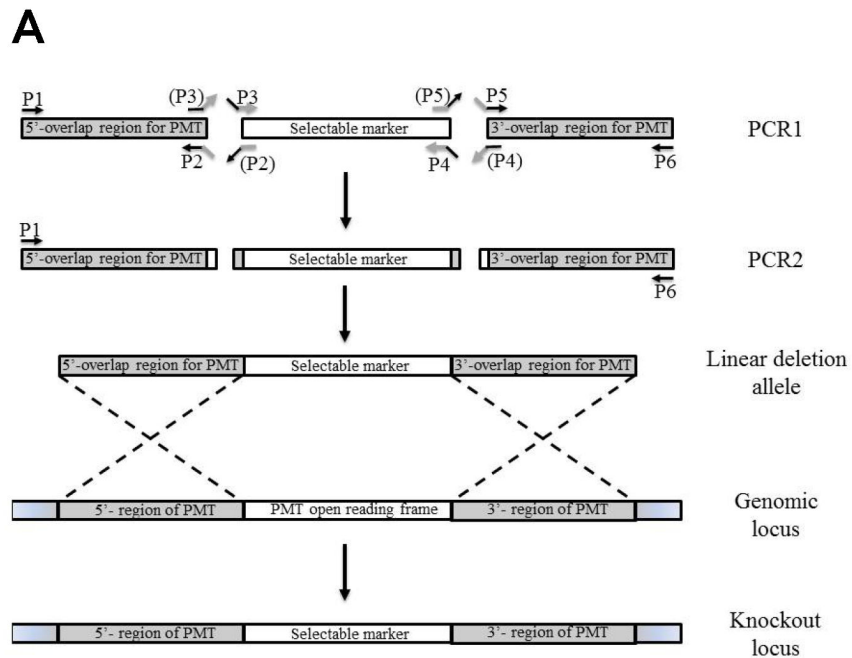 A
P1
(P3)
P3
(P5)
P5
5'-overlap region for PMT
Selectable marker
3'-overlap region for PMT
PCR1
P2
(P2)
P4
(P4)
P6
P1
5'-overlap region for PMT
Selectable marker
3'-overlap region for PMT
PCR2
P6
5'-overlap region for PMT
Selectable marker
3'-overlap region for PMT
Linear deletion
allele
5'- region of PMT
PMT open reading frame
3'- region of PMT
Genomic
locus
5'- region of PMT
Selectable marker
3'- region of PMT
Knockout
locus